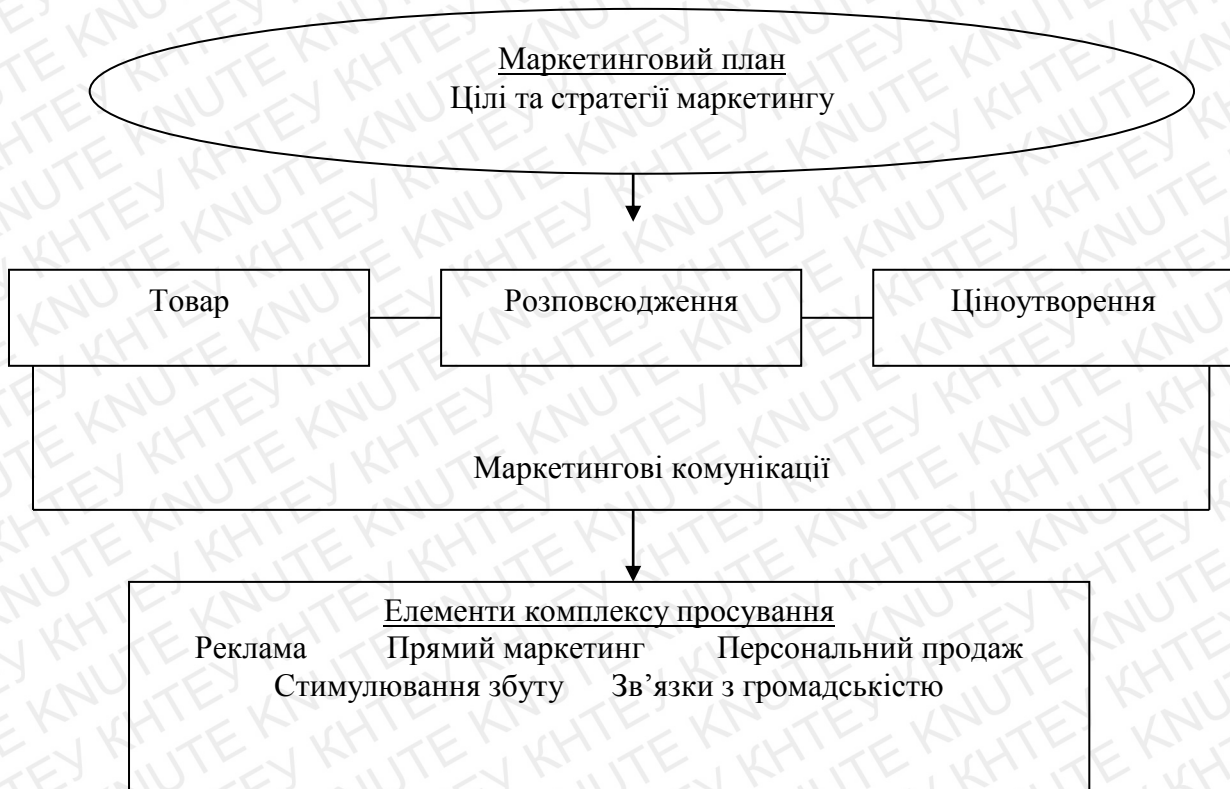 Маркетинговий план
Цілі та стратегії маркетингу
Товар
Розповсюдження
Ціноутворення
Маркетингові комунікації
Елементи комплексу просування
Реклама Прямий маркетинг Персональний продаж
Стимулювання збуту Зв’язки з громадськістю